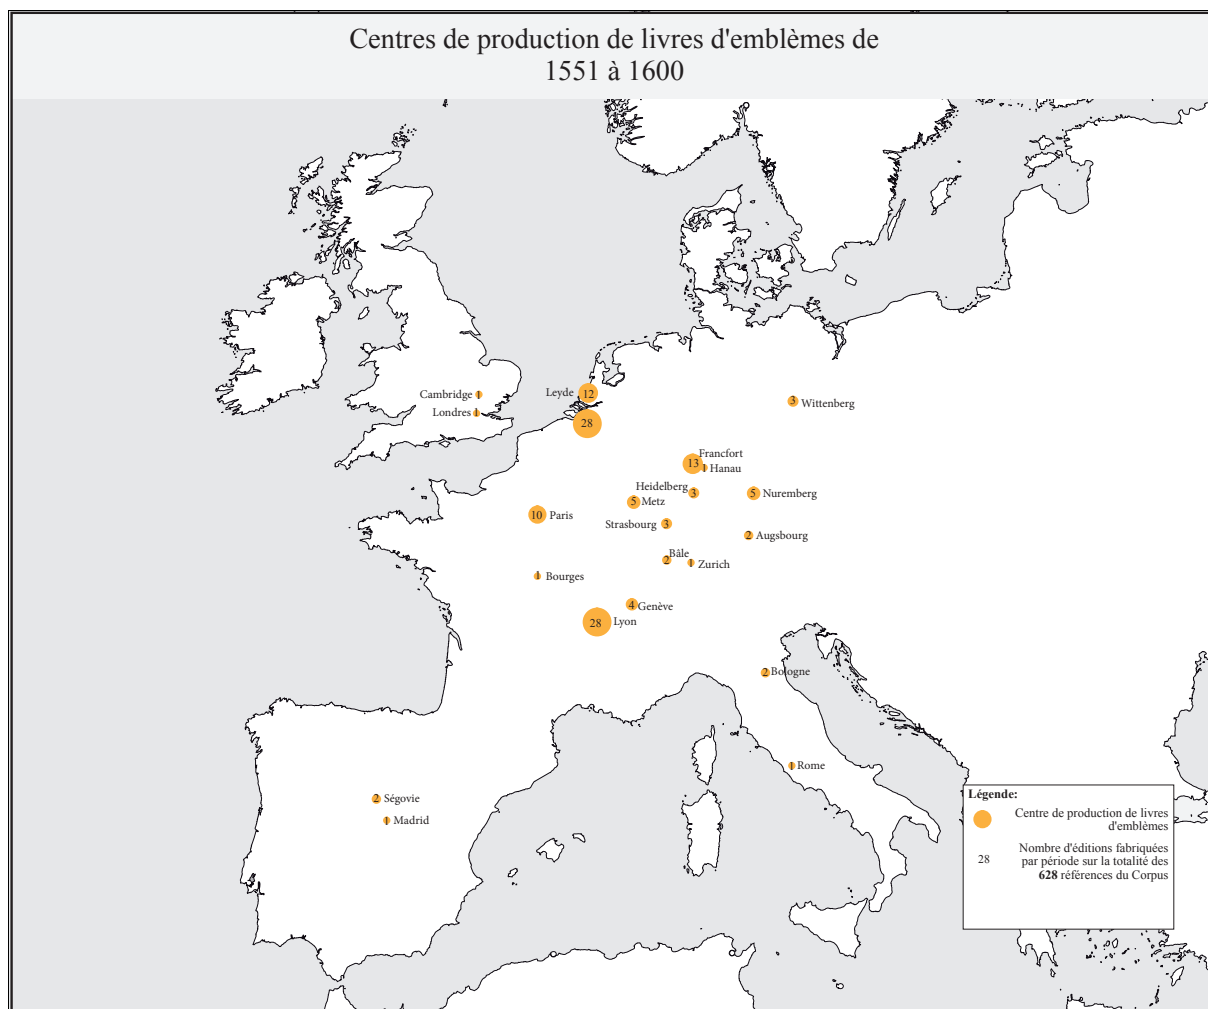 Centres de production de livres d'emblèmes de
1551 à 1600
Leyde 12
Cambridge 1
Londres 1
28
3 Wittenberg
Francfort
13
1 Hanau
Heidelberg
3
5 Metz
5 Nuremberg
10 Paris
Strasbourg 3
2 Augsbourg
Bâle
2
1 Zurich
1 Bourges
4 Genève
28 Lyon
2 Bologne
1 Rome
2 Ségovie
1 Madrid
Légende:
Centre de production de livres
d'emblèmes
28
Nombre d'éditions fabriquées
par période sur la totalité des
628 références du Corpus